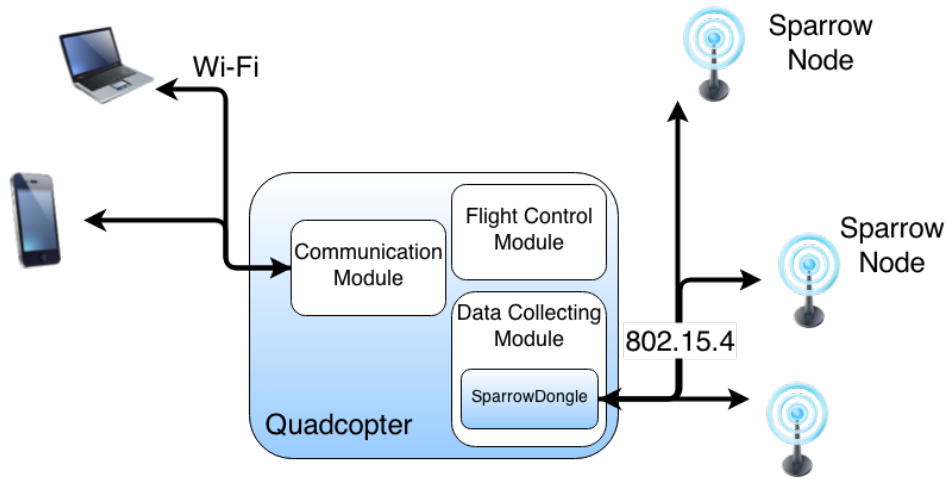 Sparrow
Node
Wi-Fi
Flight Control
Module
Communication
Module
Sparrow
Node
Data Collecting
Module
802.15.4
SparrowDongle
Quadcopter